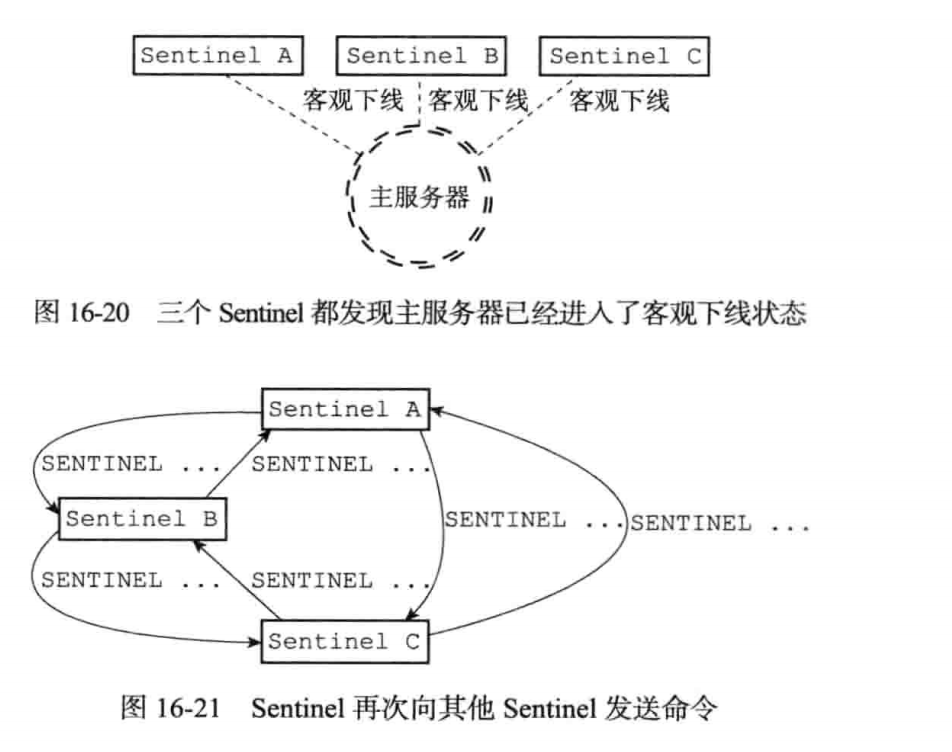 Sentinel A Sentinel B Sentinel C
客观下线 客观下线 客观下线
主服务器
图 16-20 三个 Sentinel 都发现主服务器已经进入了客观下线状态
Sentinel A
SENTINEL ... SENTINEL ...
Sentinel B
SENTINEL ... SENTINEL ...
SENTINEL ... SENTINEL ...
Sentinel C
图 16-21 Sentinel 再次向其他 Sentinel 发送命令